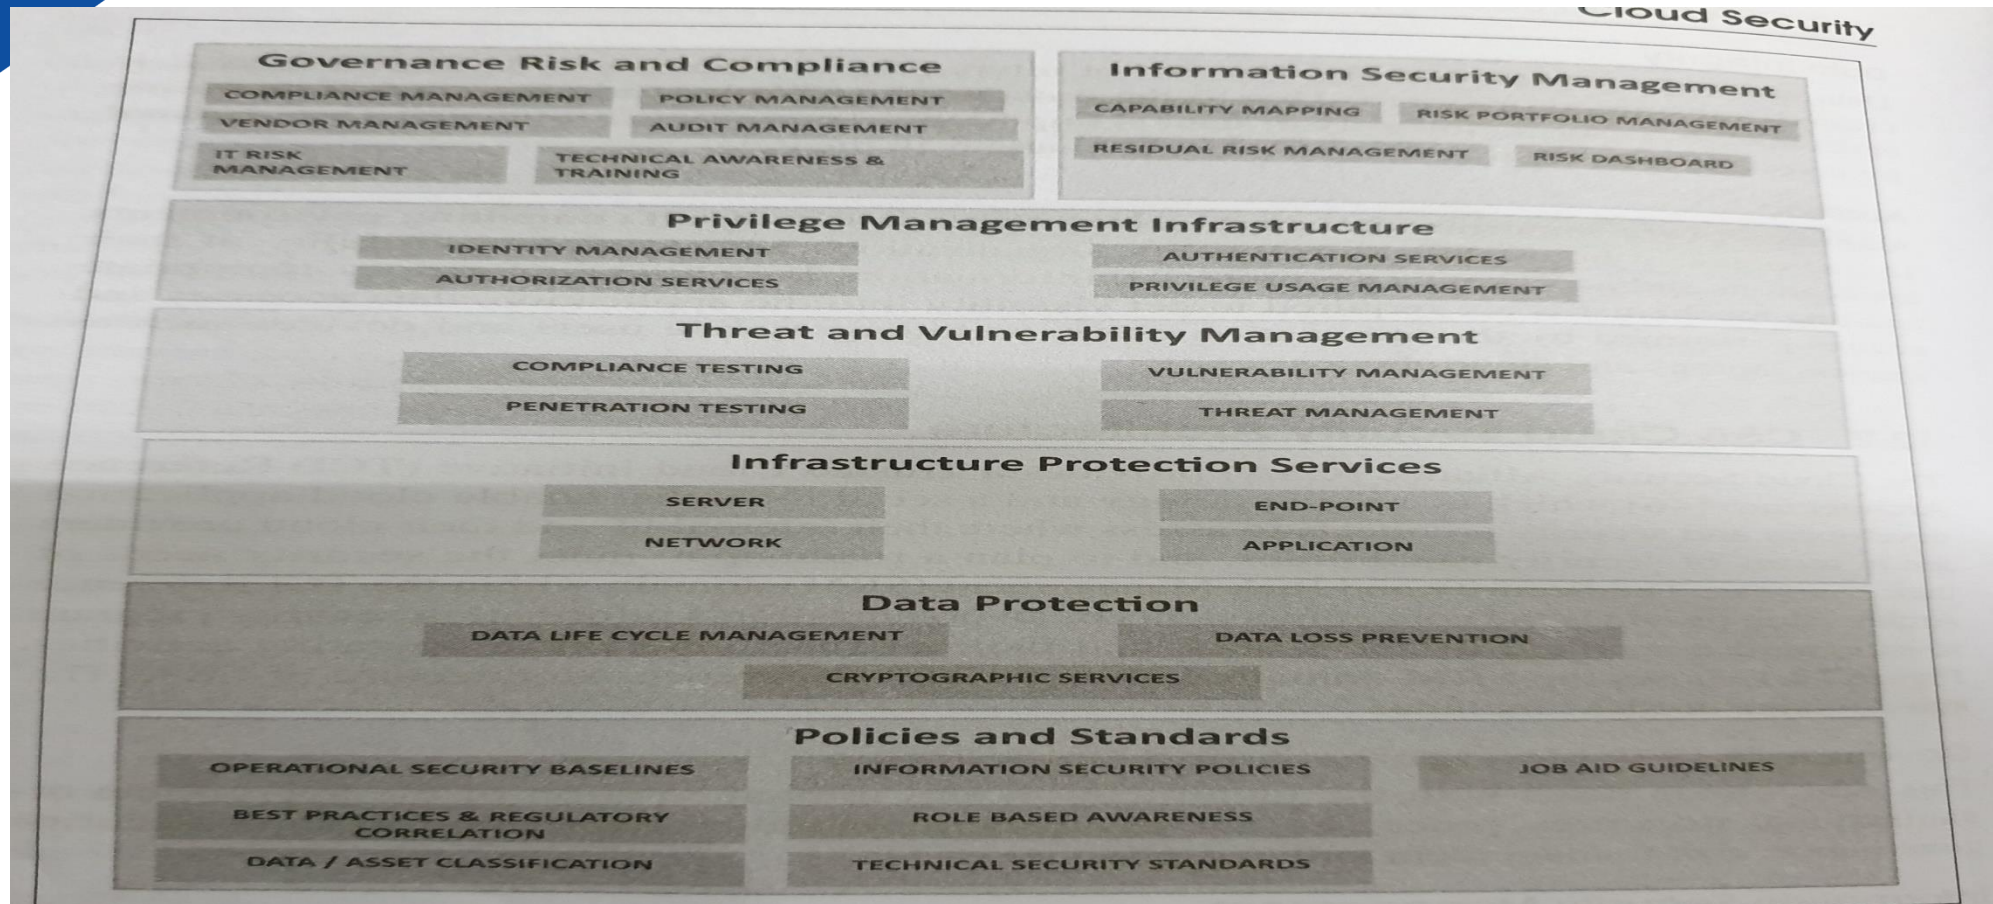 Cloud Security
Governance Risk and Compliance
COMPLIANCE MANAGEMENT
POLICY MANAGEMENT
VENDOR MANAGEMENT
AUDIT MANAGEMENT
IT RISK
MANAGEMENT
TECHNICAL AWARENESS &
TRAINING
Information Security Management
CAPABILITY MAPPING
RISK PORTFOLIO MANAGEMENT
RESIDUAL RISK MANAGEMENT
RISK DASHBOARD
Privilege Management Infrastructure
IDENTITY MANAGEMENT
AUTHENTICATION SERVICES
AUTHORIZATION SERVICES
PRIVILEGE USAGE MANAGEMENT
Threat and Vulnerability Management
COMPLIANCE TESTING
VULNERABILITY MANAGEMENT
PENETRATION TESTING
THREAT MANAGEMENT
Infrastructure Protection Services
SERVER
END-POINT
NETWORK
APPLICATION
Data Protection
DATA LIFE CYCLE MANAGEMENT
DATA LOSS PREVENTION
CRYPTOGRAPHIC SERVICES
Policies and Standards
OPERATIONAL SECURITY BASELINES
INFORMATION SECURITY POLICIES
JOB AID GUIDELINES
BEST PRACTICES & REGULATORY
CORRELATION
ROLE BASED AWARENESS
DATA / ASSET CLASSIFICATION
TECHNICAL SECURITY STANDARDS